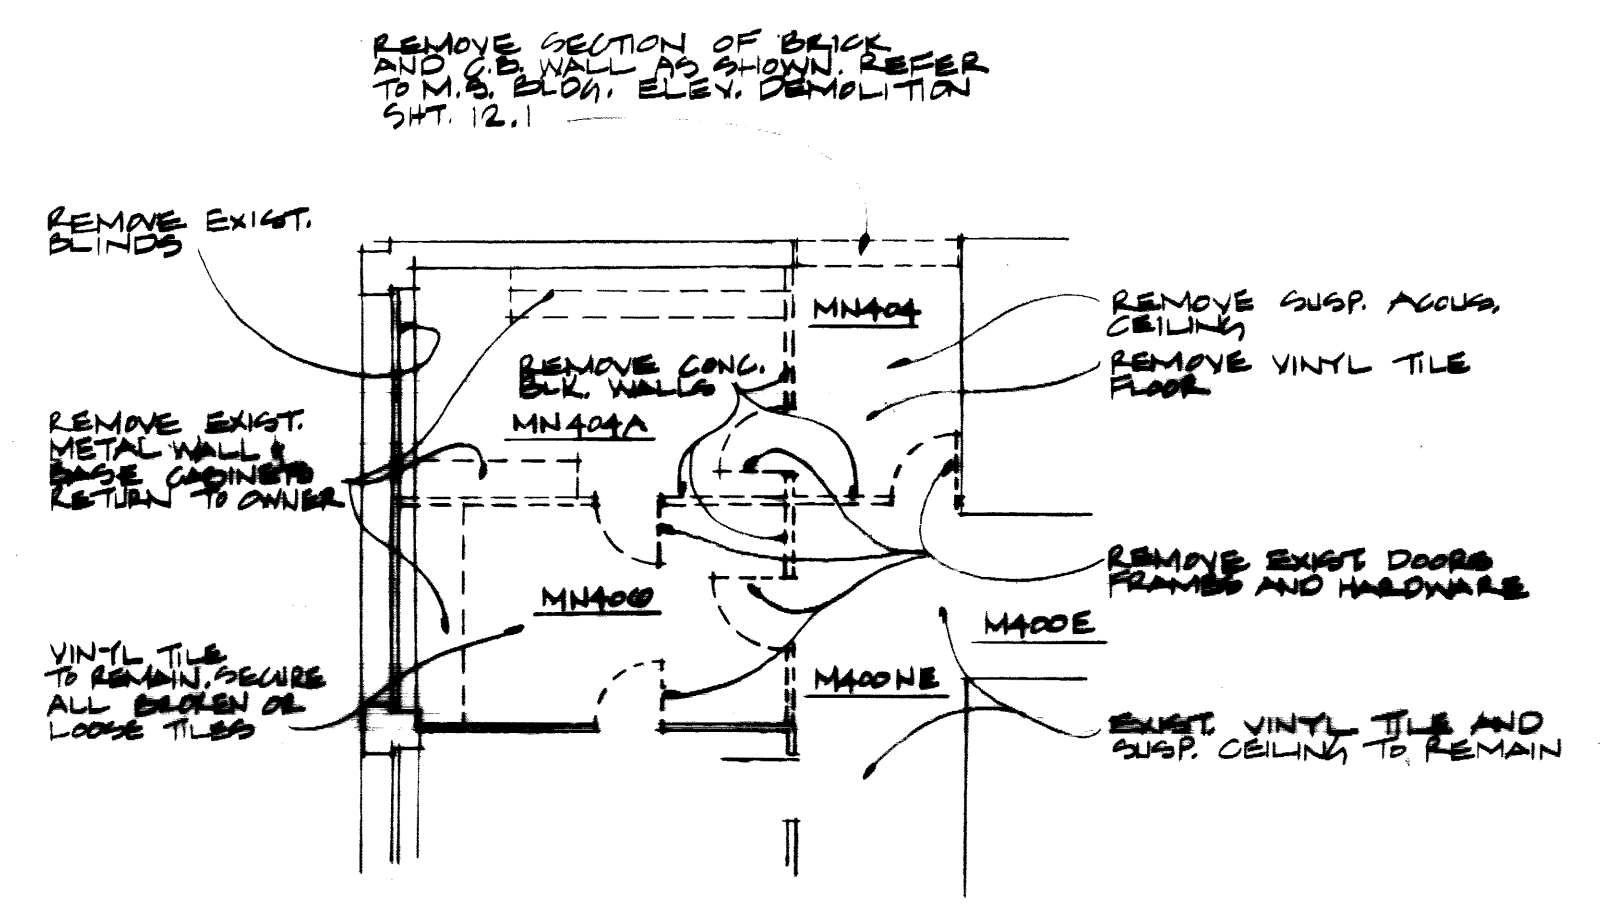 REMOVE SECTION OF BRICK
AND C.B. WALL AS SHOWN. REFER
TO M.S. BLDG. ELEV. DEMOLITION
SHT. 12.1
REMOVE EXIST.
BLINDS
MN404
REMOVE SUSP. ACOUS.
CEILING
REMOVE VINYL TILE
FLOOR
REMOVE CONC.
BLK. WALLS
MN404A
REMOVE EXIST.
METAL WALL &
BASE CABINETS
RETURN TO OWNER
REMOVE EXIST. DOORS
FRAMES AND HARDWARE
MN406
M400E
VINYL TILE
TO REMAIN. SECURE
ALL BROKEN OR
LOOSE TILES
M400NE
EXIST. VINYL TILE AND
SUSP. CEILING TO REMAIN